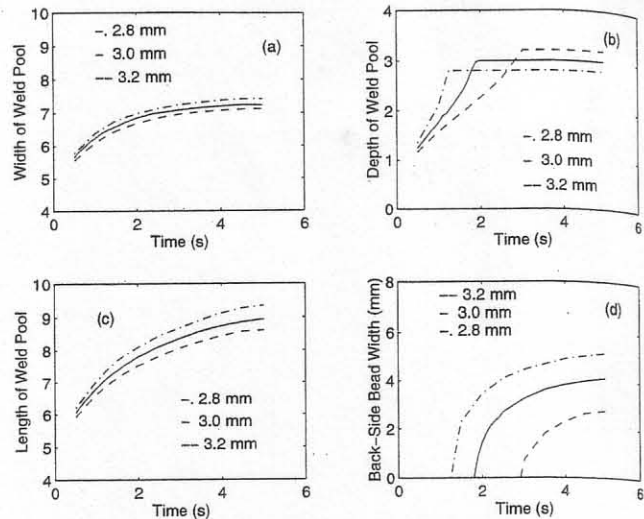 Width of Weld Pool
10
9
8
7
6
5
4
0
2
4
6
Time (s)
(a)
-. 2.8 mm
- - 3.0 mm
-- 3.2 mm
Depth of Weld Pool
4
3
2
1
0
0
2
4
6
Time (s)
(b)
-. 2.8 mm
- - 3.0 mm
-- 3.2 mm
Length of Weld Pool
10
9
8
7
6
5
4
0
2
4
6
Time (s)
(c)
-. 2.8 mm
- - 3.0 mm
-- 3.2 mm
Back-Side Bead Width (mm)
8
6
4
2
0
0
2
4
6
Time (s)
(d)
-- 3.2 mm
- - 3.0 mm
-. 2.8 mm